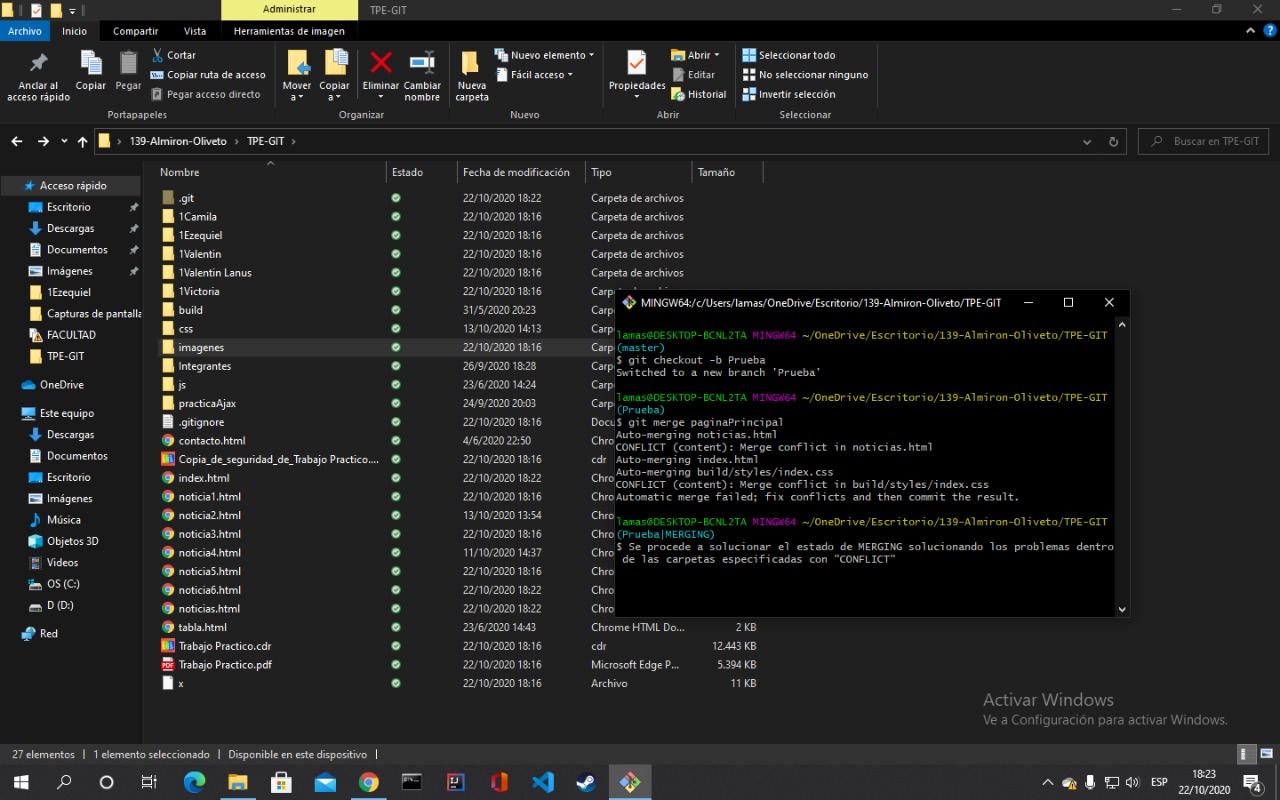 Administrar
TPE-GIT
Archivo
Inicio
Compartir
Vista
Herramientas de imagen
Anclar al
acceso rápido
Copiar
Pegar
Cortar
Copiar ruta de acceso
Pegar acceso directo
Portapapeles
Mover
a
Copiar
a
Eliminar
Cambiar
nombre
Organizar
Nueva
carpeta
Nuevo elemento
Fácil acceso
Nuevo
Propiedades
Abrir
Editar
Historial
Abrir
Seleccionar todo
No seleccionar ninguno
Invertir selección
Seleccionar
139-Almiron-Oliveto
TPE-GIT
Buscar en TPE-GIT
Acceso rápido
Escritorio
Descargas
Documentos
Imágenes
1Ezequiel
Capturas de pantalla
FACULTAD
TPE-GIT
OneDrive
Este equipo
Descargas
Documentos
Escritorio
Imágenes
Música
Objetos 3D
Videos
OS (C:)
D (D:)
Red
Nombre Estado Fecha de modificación Tipo Tamaño
.git 22/10/2020 18:22 Carpeta de archivos
1Camila 22/10/2020 18:16 Carpeta de archivos
1Ezequiel 22/10/2020 18:16 Carpeta de archivos
1Valentin 22/10/2020 18:16 Carpeta de archivos
1Valentin Lanus 22/10/2020 18:16 Carpeta de archivos
1Victoria 22/10/2020 18:16 Carpeta de archivos
build 31/5/2020 20:23 Carp
css 13/10/2020 14:13 Carp
imagenes 22/10/2020 18:16 Carp
Integrantes 26/9/2020 18:28 Carp
js 23/6/2020 14:24 Carp
practicaAjax 24/9/2020 20:03 Carp
.gitignore 22/10/2020 18:16 Docu
contacto.html 4/6/2020 22:50 Chro
Copia_de_seguridad_de_Trabajo Practico.... 22/10/2020 18:16 cdr
index.html 22/10/2020 18:22 Chro
noticia1.html 22/10/2020 18:16 Chro
noticia2.html 13/10/2020 13:54 Chro
noticia3.html 22/10/2020 18:16 Chro
noticia4.html 11/10/2020 14:37 Chro
noticia5.html 22/10/2020 18:16 Chro
noticia6.html 22/10/2020 18:22 Chro
noticias.html 22/10/2020 18:22 Chro
tabla.html 23/6/2020 14:43 Chrome HTML Do... 2 KB
Trabajo Practico.cdr 22/10/2020 18:16 cdr 12.443 KB
Trabajo Practico.pdf 22/10/2020 18:16 Microsoft Edge P... 5.394 KB
x 22/10/2020 18:16 Archivo 11 KB
MINGW64:/c/Users/lamas/OneDrive/Escritorio/139-Almiron-Oliveto/TPE-GIT
lamas@DESKTOP-BCNL2TA MINGW64 ~/OneDrive/Escritorio/139-Almiron-Oliveto/TPE-GIT
(master)
$ git checkout -b Prueba
Switched to a new branch 'Prueba'
lamas@DESKTOP-BCNL2TA MINGW64 ~/OneDrive/Escritorio/139-Almiron-Oliveto/TPE-GIT
(Prueba)
$ git merge paginaPrincipal
Auto-merging noticias.html
CONFLICT (content): Merge conflict in noticias.html
Auto-merging index.html
Auto-merging build/styles/index.css
CONFLICT (content): Merge conflict in build/styles/index.css
Automatic merge failed; fix conflicts and then commit the result.
lamas@DESKTOP-BCNL2TA MINGW64 ~/OneDrive/Escritorio/139-Almiron-Oliveto/TPE-GIT
(Prueba|MERGING)
$ Se procede a solucionar el estado de MERGING solucionando los problemas dentro
de las carpetas especificadas con "CONFLICT"
Activar Windows
Ve a Configuración para activar Windows.
27 elementos
1 elemento seleccionado
Disponible en este dispositivo
ESP
18:23
22/10/2020
4